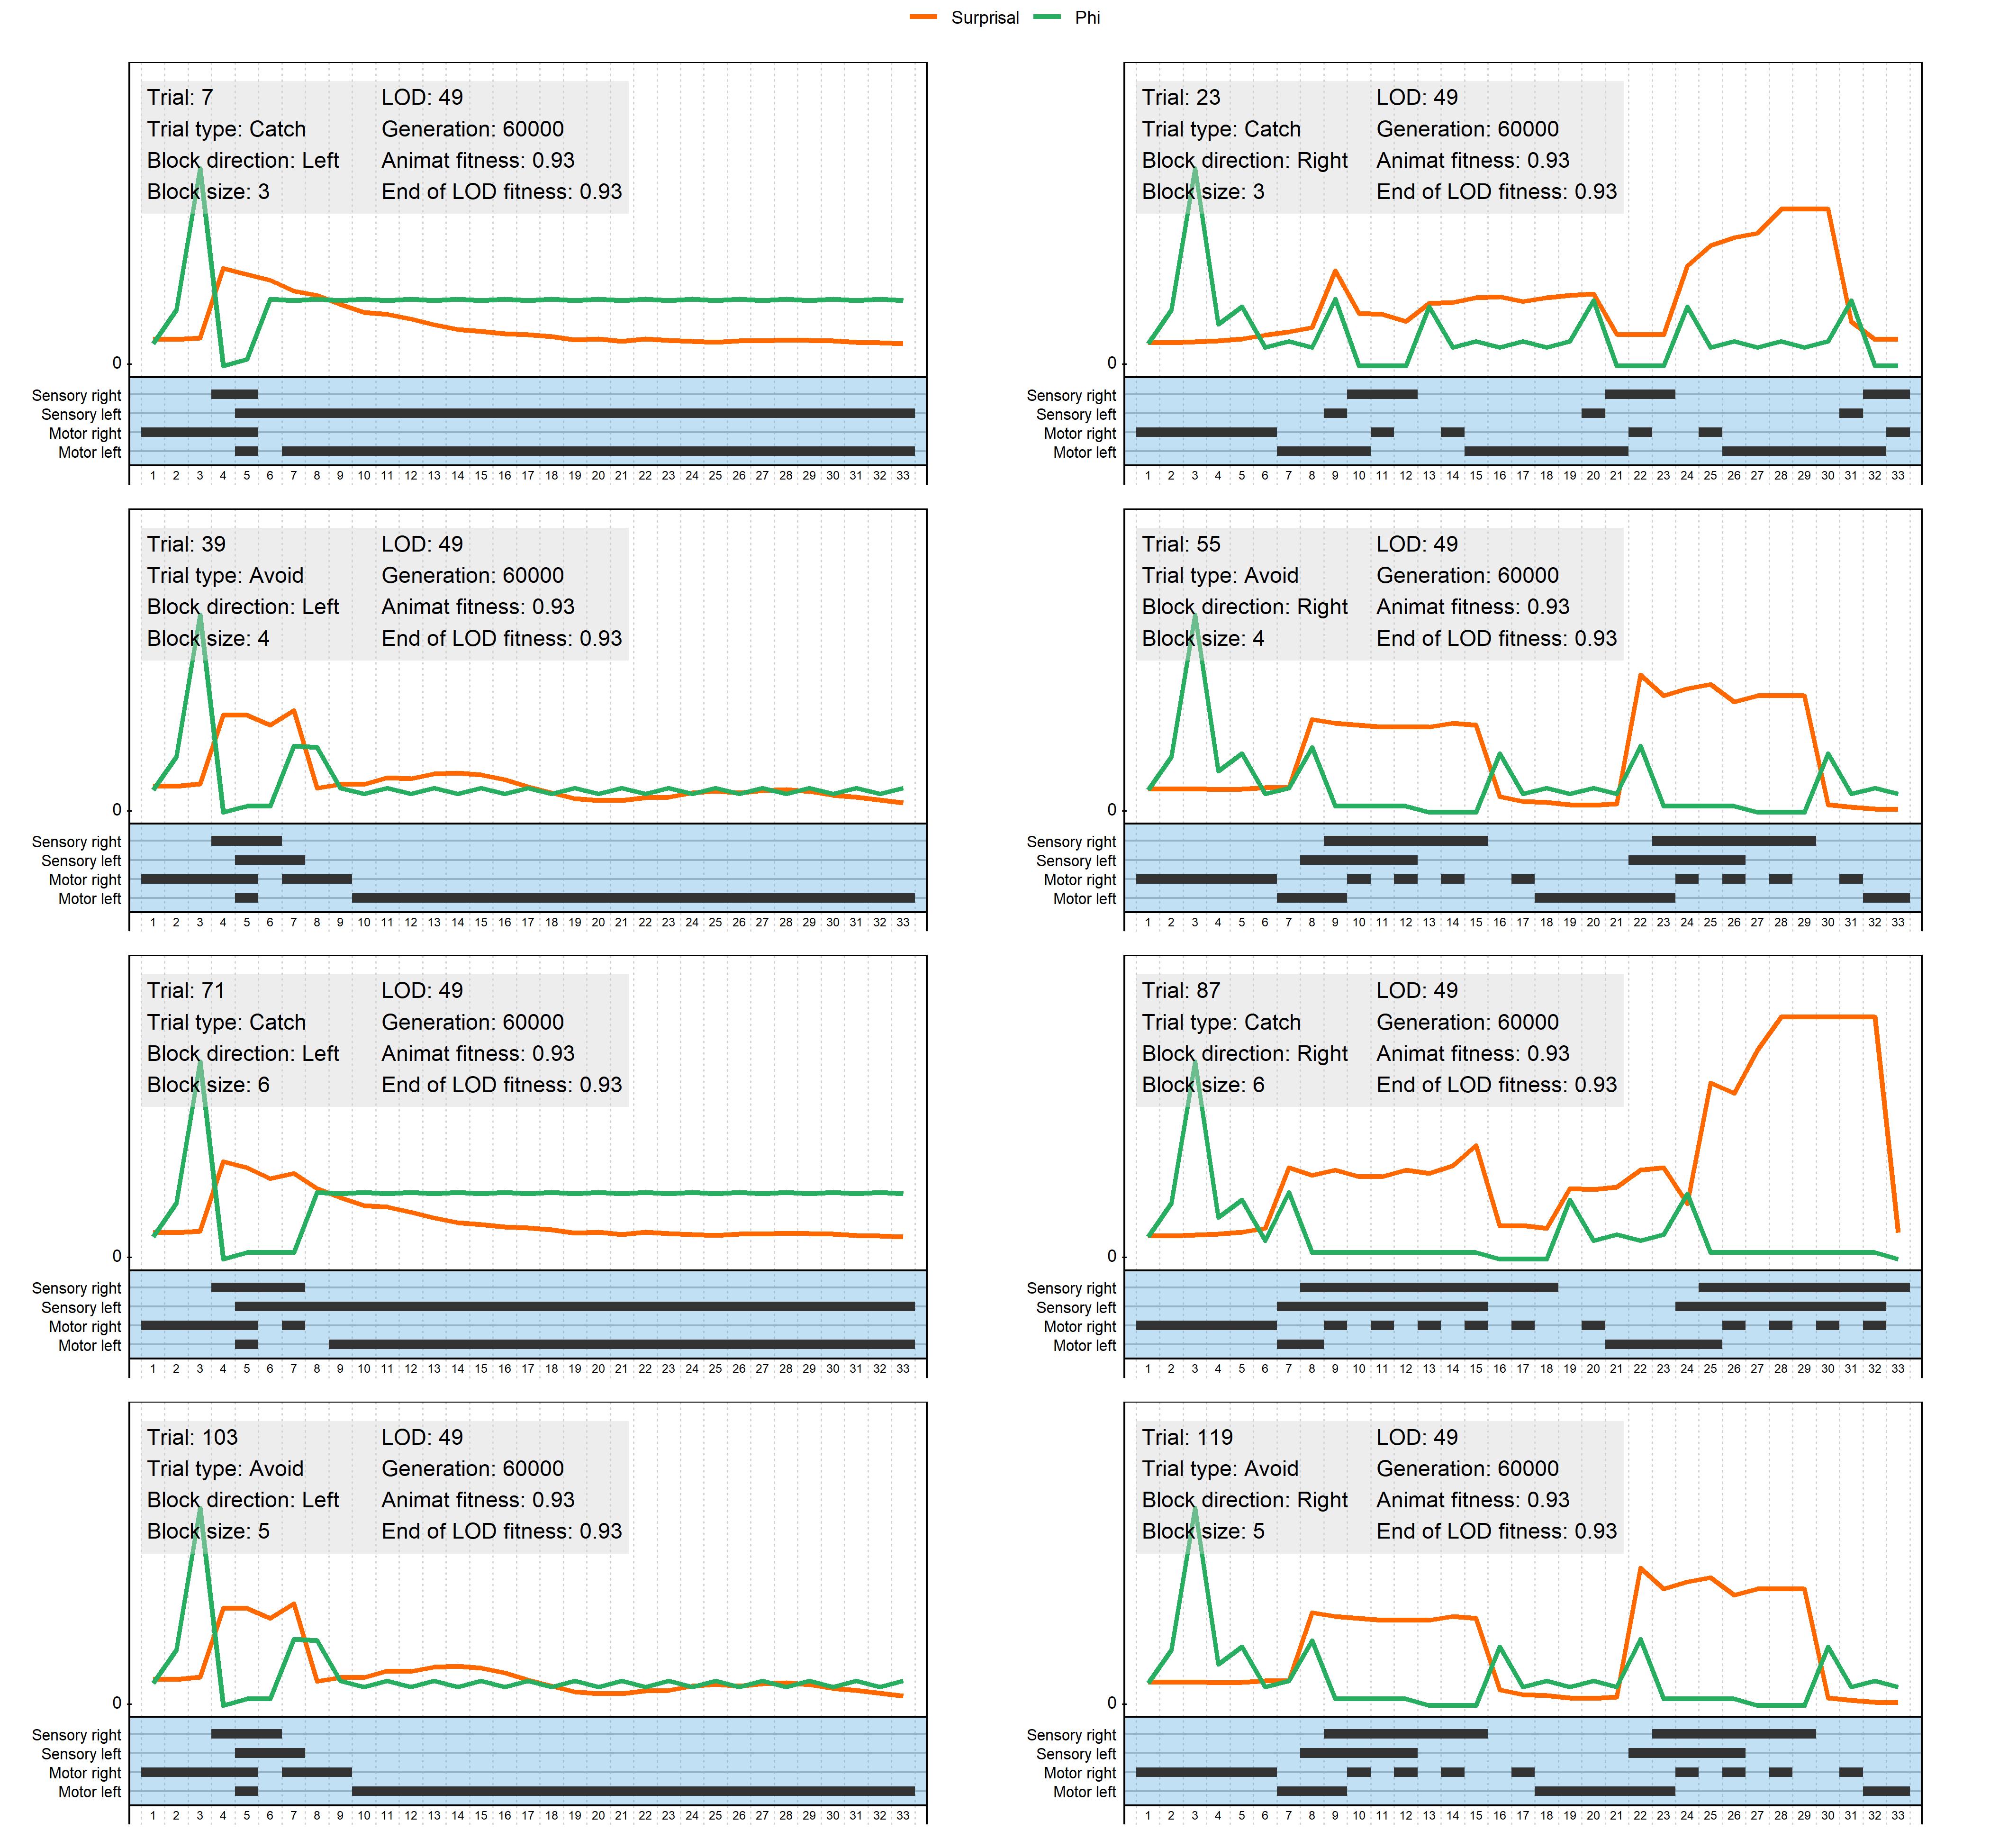 Surprisal Phi
Trial: 7 LOD: 49
Trial type: Catch Generation: 60000
Block direction: Left Animat fitness: 0.93
Block size: 3 End of LOD fitness: 0.93
0
Sensory right
Sensory left
Motor right
Motor left
1 2 3 4 5 6 7 8 9 10 11 12 13 14 15 16 17 18 19 20 21 22 23 24 25 26 27 28 29 30 31 32 33
Trial: 23 LOD: 49
Trial type: Catch Generation: 60000
Block direction: Right Animat fitness: 0.93
Block size: 3 End of LOD fitness: 0.93
0
Sensory right
Sensory left
Motor right
Motor left
1 2 3 4 5 6 7 8 9 10 11 12 13 14 15 16 17 18 19 20 21 22 23 24 25 26 27 28 29 30 31 32 33
Trial: 39 LOD: 49
Trial type: Avoid Generation: 60000
Block direction: Left Animat fitness: 0.93
Block size: 4 End of LOD fitness: 0.93
0
Sensory right
Sensory left
Motor right
Motor left
1 2 3 4 5 6 7 8 9 10 11 12 13 14 15 16 17 18 19 20 21 22 23 24 25 26 27 28 29 30 31 32 33
Trial: 55 LOD: 49
Trial type: Avoid Generation: 60000
Block direction: Right Animat fitness: 0.93
Block size: 4 End of LOD fitness: 0.93
0
Sensory right
Sensory left
Motor right
Motor left
1 2 3 4 5 6 7 8 9 10 11 12 13 14 15 16 17 18 19 20 21 22 23 24 25 26 27 28 29 30 31 32 33
Trial: 71 LOD: 49
Trial type: Catch Generation: 60000
Block direction: Left Animat fitness: 0.93
Block size: 6 End of LOD fitness: 0.93
0
Sensory right
Sensory left
Motor right
Motor left
1 2 3 4 5 6 7 8 9 10 11 12 13 14 15 16 17 18 19 20 21 22 23 24 25 26 27 28 29 30 31 32 33
Trial: 87 LOD: 49
Trial type: Catch Generation: 60000
Block direction: Right Animat fitness: 0.93
Block size: 6 End of LOD fitness: 0.93
0
Sensory right
Sensory left
Motor right
Motor left
1 2 3 4 5 6 7 8 9 10 11 12 13 14 15 16 17 18 19 20 21 22 23 24 25 26 27 28 29 30 31 32 33
Trial: 103 LOD: 49
Trial type: Avoid Generation: 60000
Block direction: Left Animat fitness: 0.93
Block size: 5 End of LOD fitness: 0.93
0
Sensory right
Sensory left
Motor right
Motor left
1 2 3 4 5 6 7 8 9 10 11 12 13 14 15 16 17 18 19 20 21 22 23 24 25 26 27 28 29 30 31 32 33
Trial: 119 LOD: 49
Trial type: Avoid Generation: 60000
Block direction: Right Animat fitness: 0.93
Block size: 5 End of LOD fitness: 0.93
0
Sensory right
Sensory left
Motor right
Motor left
1 2 3 4 5 6 7 8 9 10 11 12 13 14 15 16 17 18 19 20 21 22 23 24 25 26 27 28 29 30 31 32 33